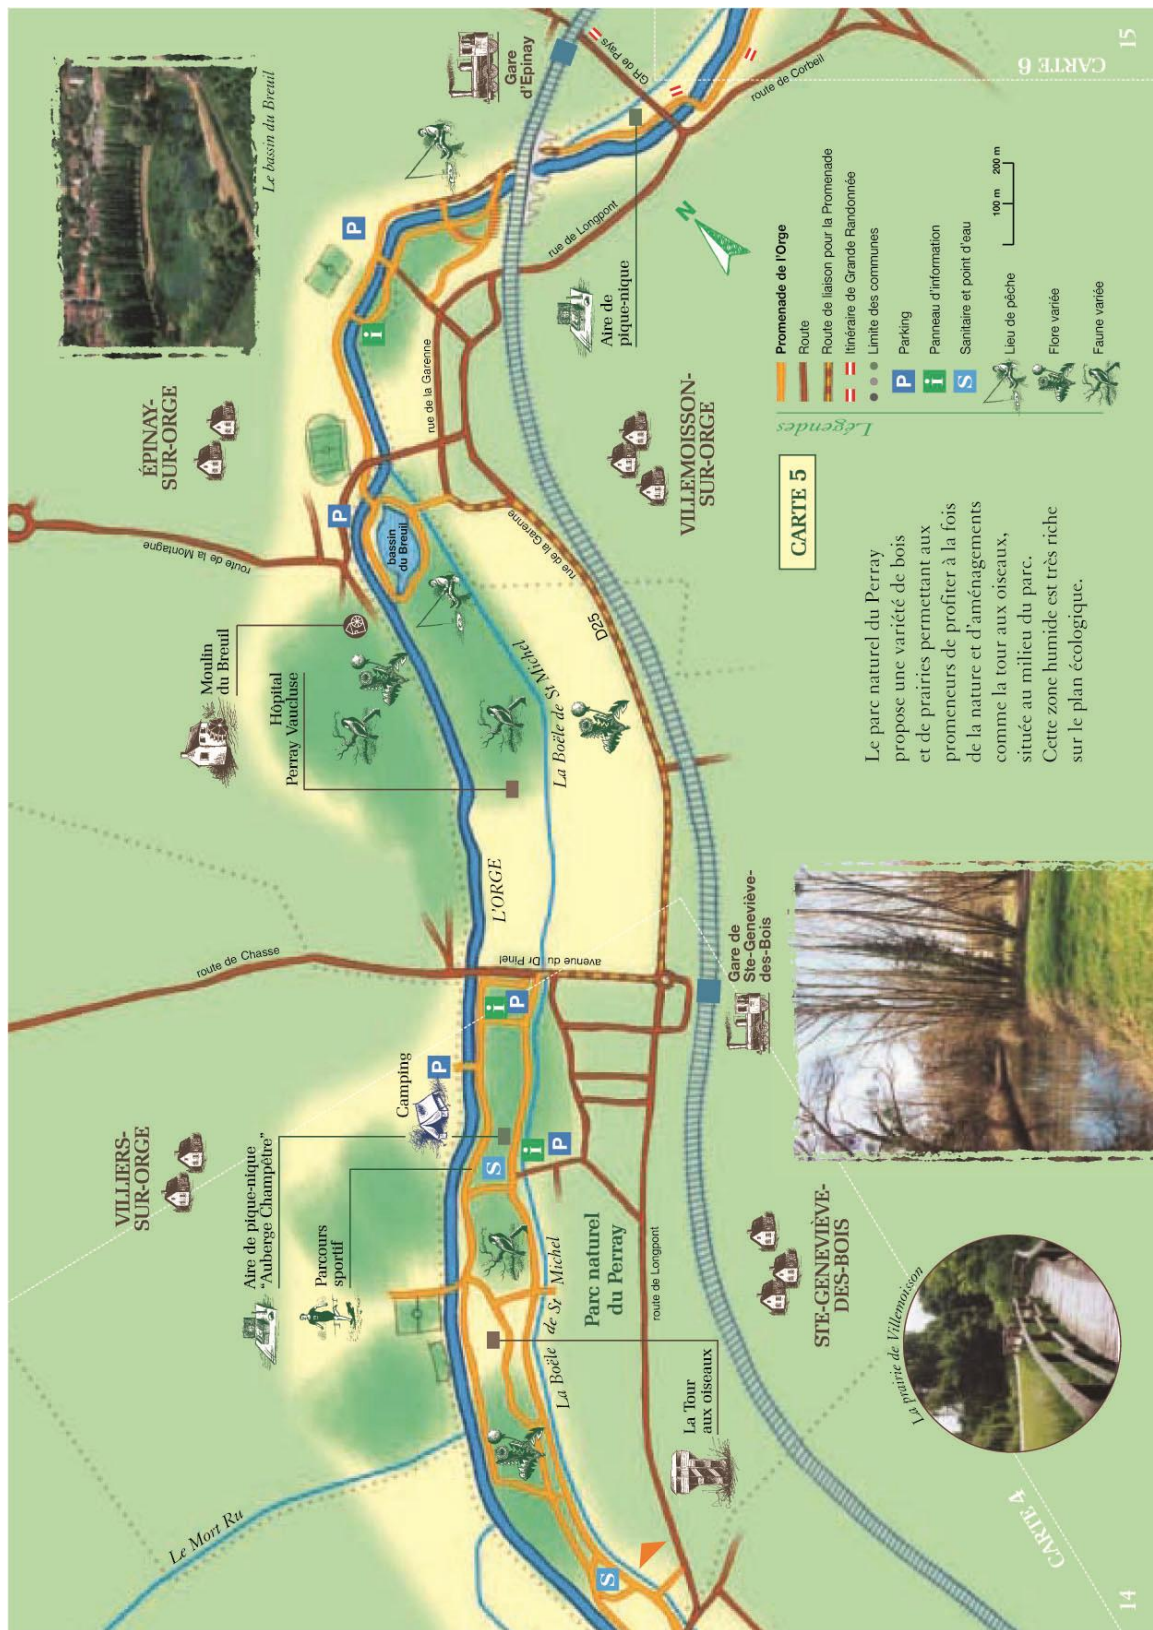 Le bassin du Breuil
ÉPINAY-
SUR-ORGE
VILLIERS-
SUR-ORGE
Aire de pique-nique
"Auberge Champêtre"
Parcours
sportif
Camping
Le Mort Ru
route de Chasse
route de la Montagne
Moulin
du Breuil
Hôpital
Perray Vaucluse
L'ORGE
bassin
du Breuil
La Boële de St Michel
rue de la Garenne
rue de la Garenne
D25
avenue du Dr Pinel
Gare
d'Epinay
GR de Pays
route de Corbeil
rue de Longpont
Aire de
pique-nique
VILLEMOISSON-
SUR-ORGE
Gare de
Ste-Geneviève-
des-Bois
Parc naturel
du Perray
La Boële de St Michel
route de Longpont
La Tour
aux oiseaux
STE-GENEVIÈVE-
DES-BOIS
La prairie de Villemoisson
P
P
P
P
P
i
i
i
S
S
N
CARTE 5
Le parc naturel du Perray
propose une variété de bois
et de prairies permettant aux
promeneurs de profiter à la fois
de la nature et d'aménagements
comme la tour aux oiseaux,
située au milieu du parc.
Cette zone humide est très riche
sur le plan écologique.
Légendes
Promenade de l'Orge
Route
Route de liaison pour la Promenade
Itinéraire de Grande Randonnée
Limite des communes
P Parking
i Panneau d'information
S Sanitaire et point d'eau
Lieu de pêche
Flore variée
Faune variée
100 m 200 m
CARTE 4
CARTE 6
14
15